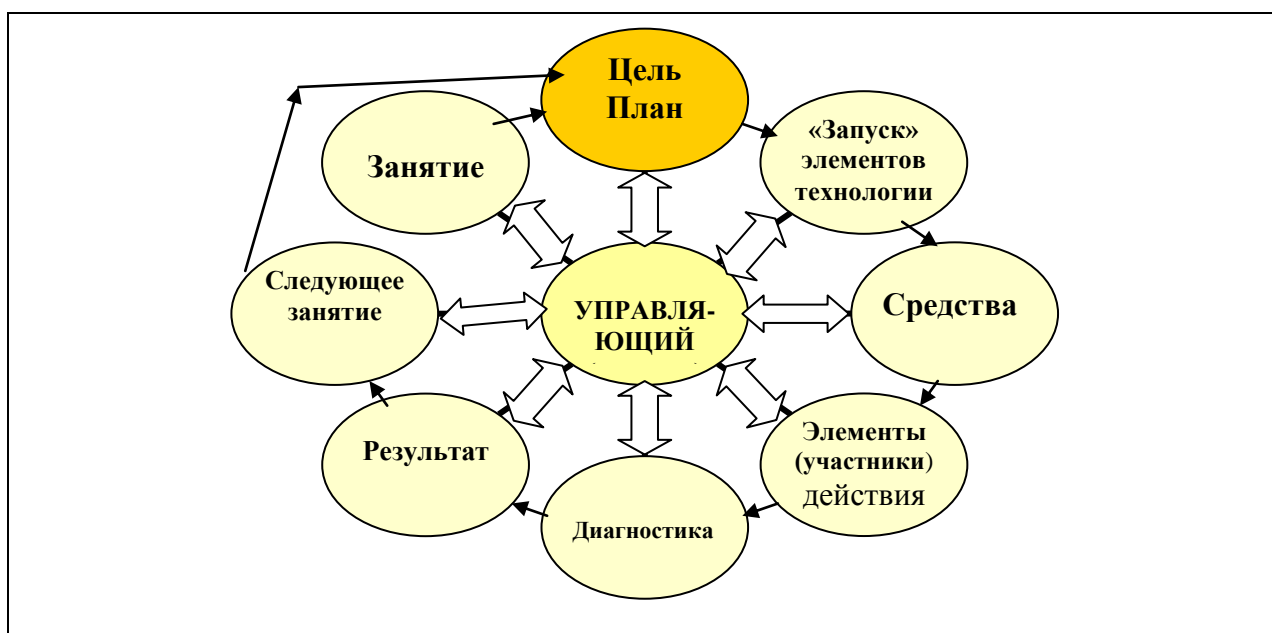 Цель
План
«Запуск»
элементов
технологии
Занятие
Следующее
занятие
Средства
УПРАВЛЯ-
ЮЩИЙ
Результат
Элементы
(участники)
действия
Диагностика